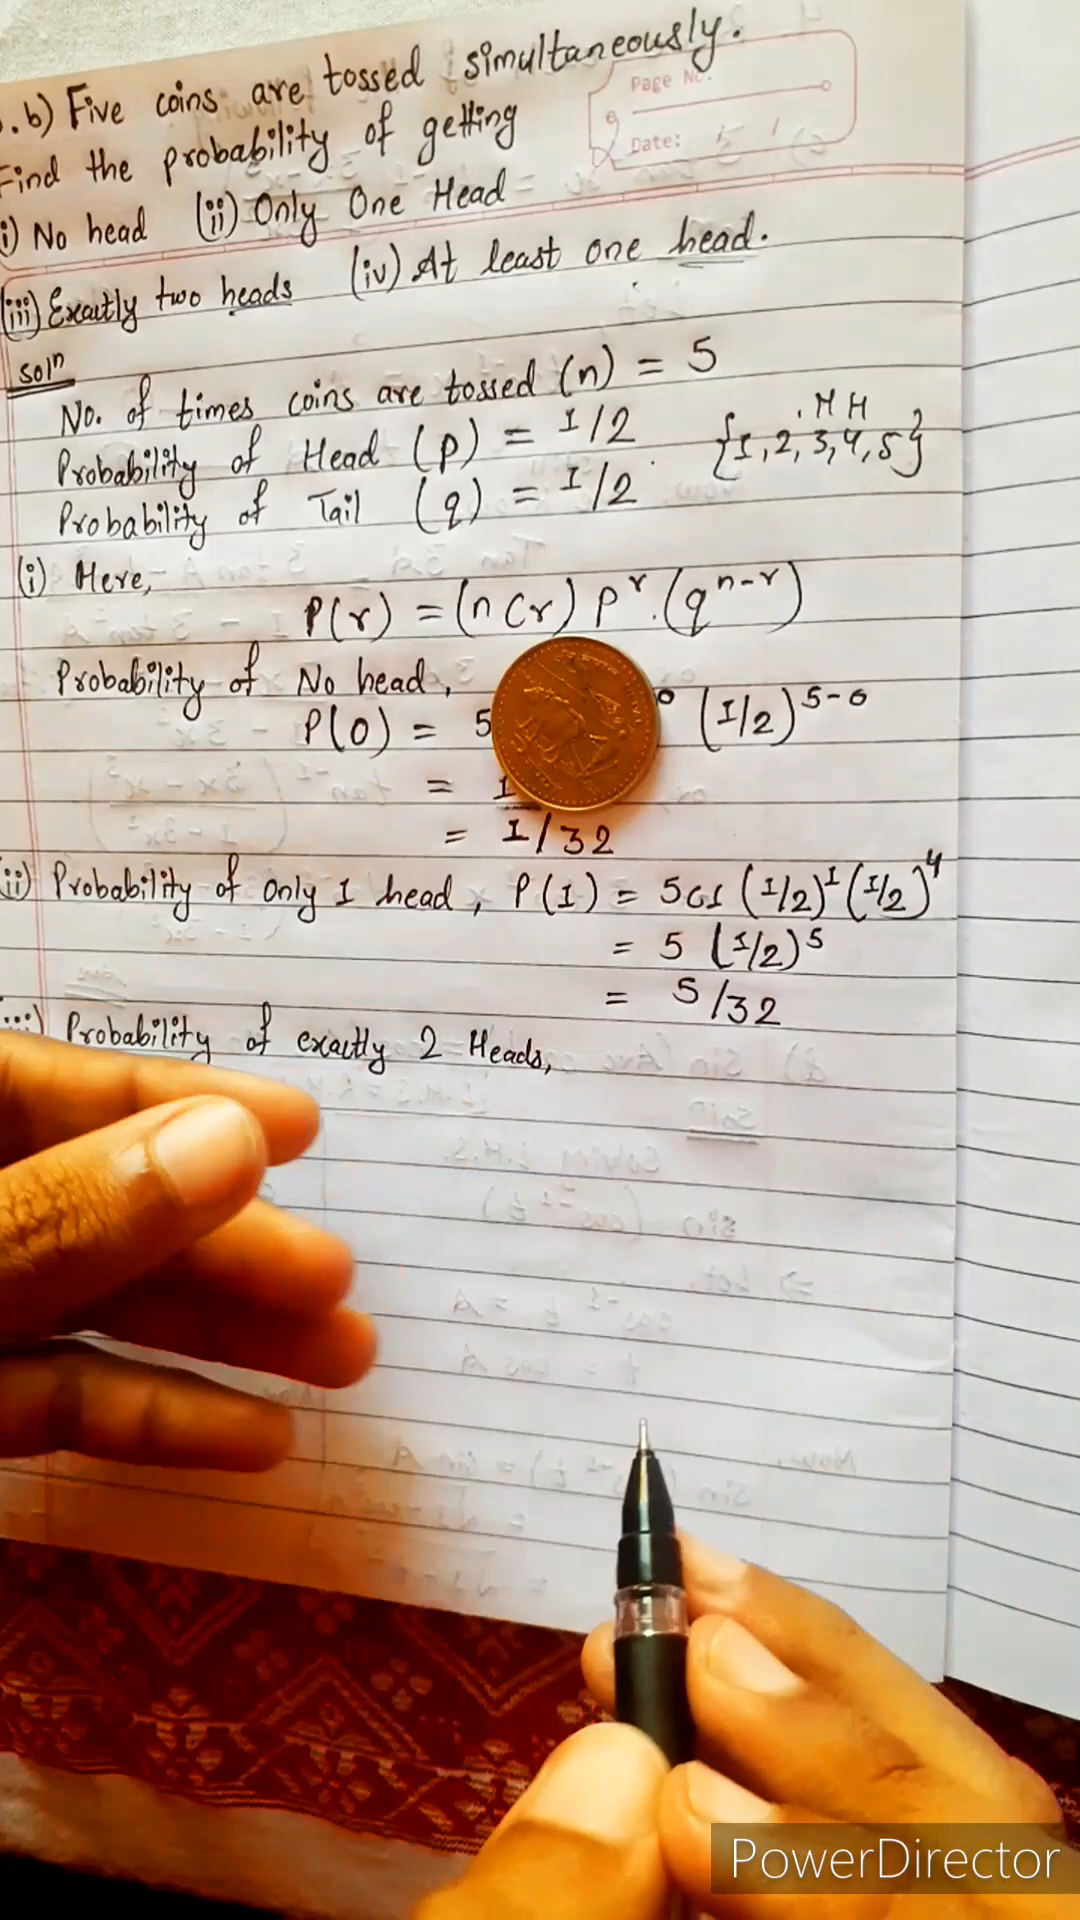 .b) Five coins are tossed simultaneously.
Find the probability of getting
Page No.
Date:
i) No head (ii) Only One Head
(iii) Exactly two heads (iv) At least one head.
Soln
No. of times coins are tossed (n) = 5
Probability of Head (p) = 1/2
H H
{1,2,3,4,5}
Probability of Tail (q) = 1/2
(i) Here,
P(r) = (nCr) p^r.(q^n-r)
Probability of No head,
P(0) = 5 0 (1/2)^5-0
= 1
= 1/32
(ii) Probability of only 1 head, P(1) = 5C1 (1/2)^1 (1/2)^4
= 5 (1/2)^5
= 5/32
(iii) Probability of exactly 2 Heads,
PowerDirector